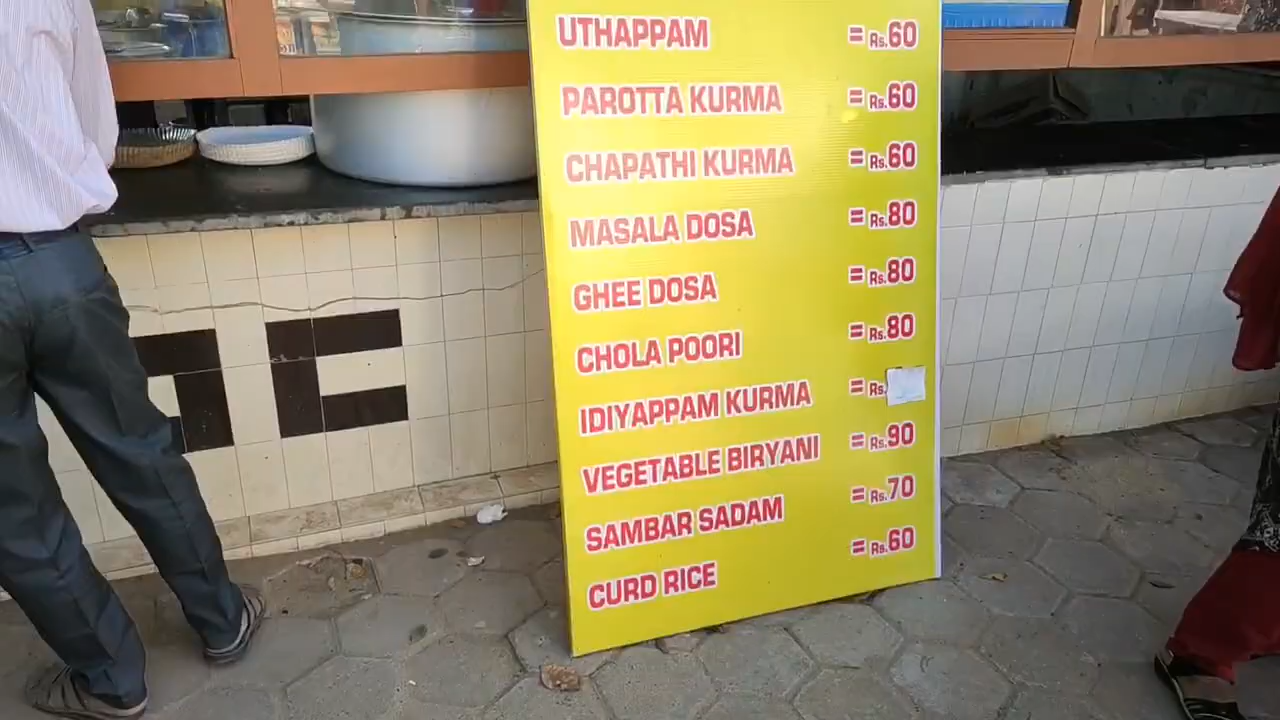 UTHAPPAM = Rs.60
PAROTTA KURMA = Rs.60
CHAPATHI KURMA = Rs.60
MASALA DOSA = Rs.80
GHEE DOSA = Rs.80
CHOLA POORI = Rs.80
IDIYAPPAM KURMA = Rs.
VEGETABLE BIRYANI = Rs.90
SAMBAR SADAM = Rs.70
CURD RICE = Rs.60